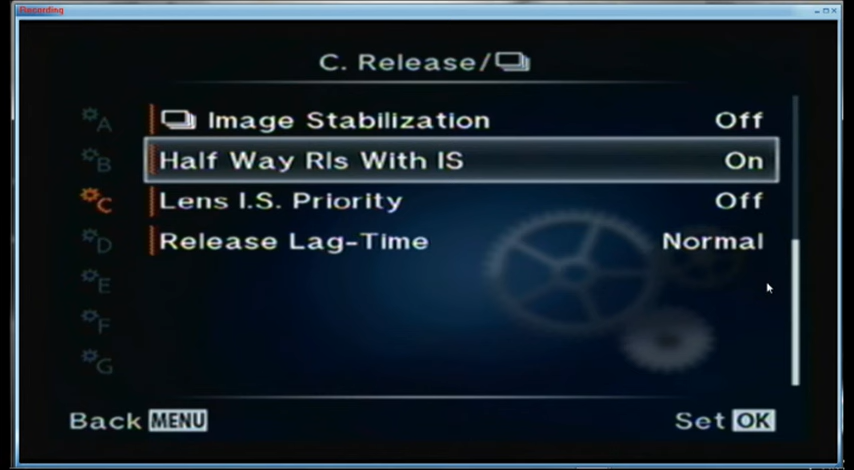 Recording
C. Release/
A
Image Stabilization Off
B
Half Way Rls With IS On
C
Lens I.S. Priority Off
D
Release Lag-Time Normal
E
F
G
Back MENU Set OK